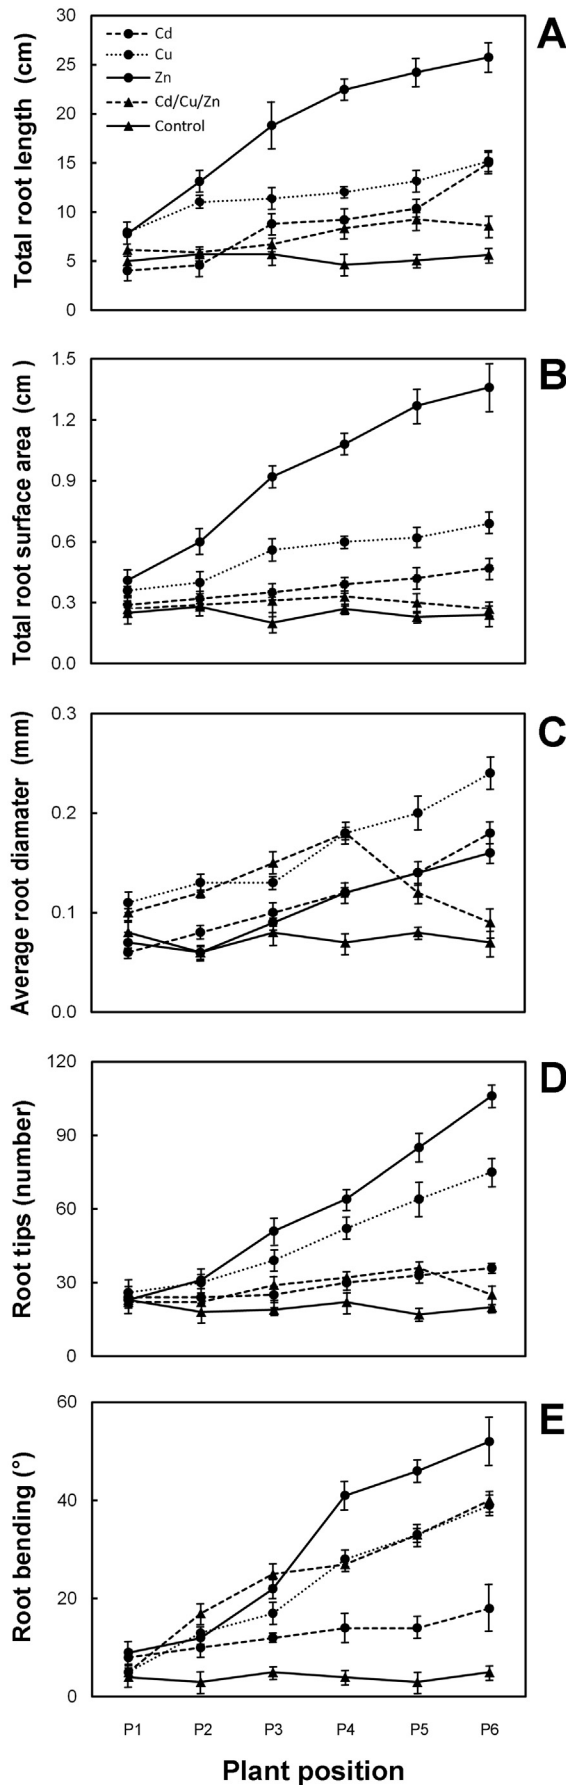 30
25
20
15
10
5
0
Total root length (cm)
A
Cd
Cu
Zn
Cd/Cu/Zn
Control
1.5
1.2
0.9
0.6
0.3
0.0
Total root surface area (cm)
B
0.3
0.2
0.1
0.0
Average root diamater (mm)
C
120
90
60
30
0
Root tips (number)
D
60
40
20
0
Root bending (°)
E
P1 P2 P3 P4 P5 P6
Plant position